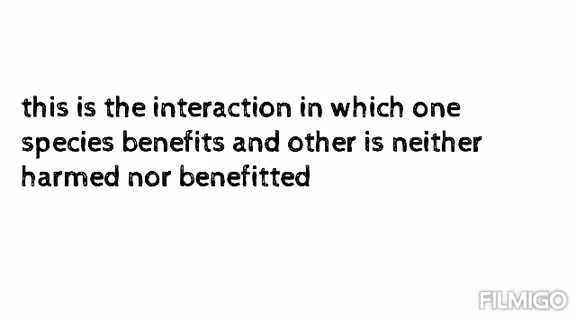 this is the interaction in which one
species benefits and other is neither
harmed nor benefitted
FILMIGO